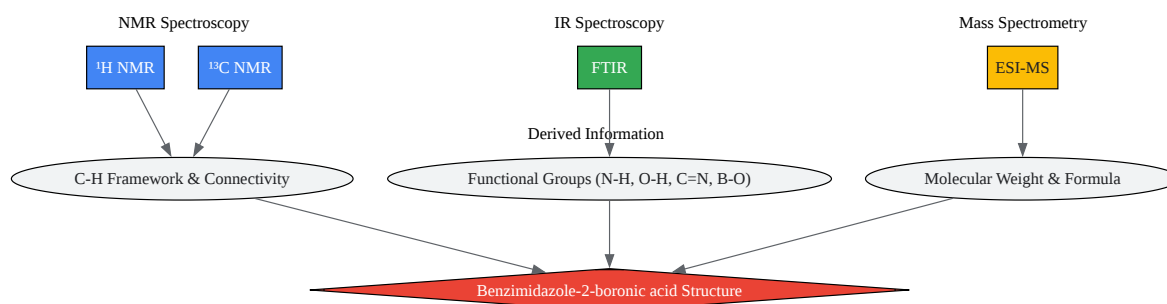 NMR Spectroscopy
IR Spectroscopy
Mass Spectrometry
¹H NMR
¹³C NMR
FTIR
ESI-MS
Derived Information
C-H Framework & Connectivity
Functional Groups (N-H, O-H, C=N, B-O)
Molecular Weight & Formula
Benzimidazole-2-boronic acid Structure